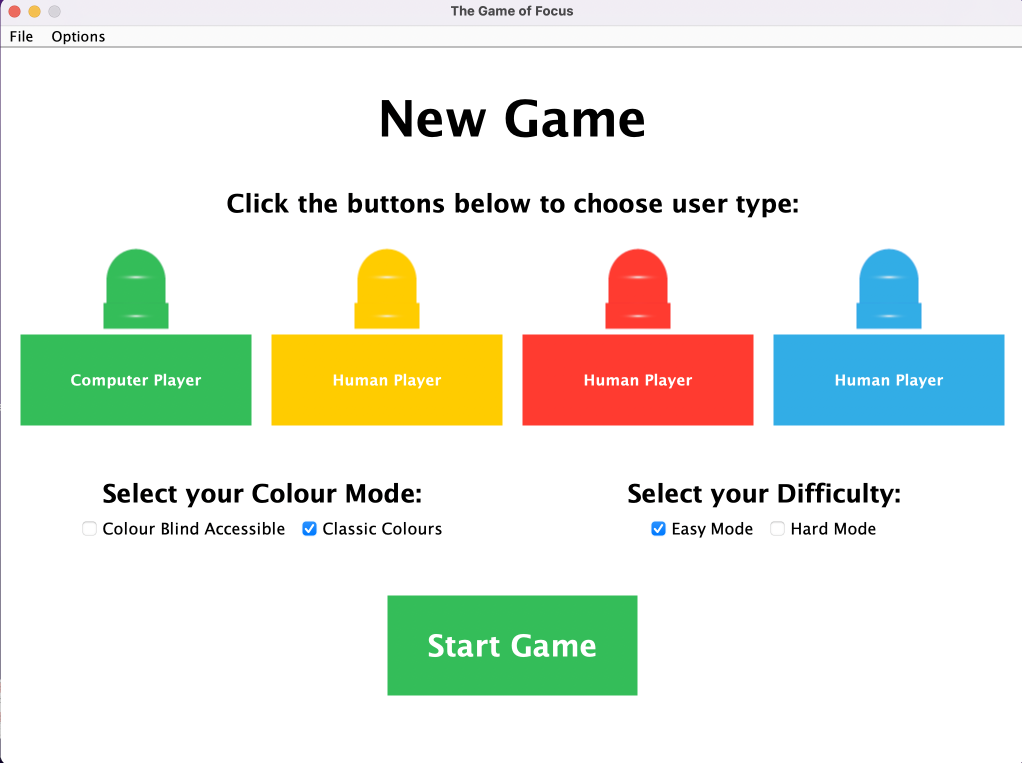 The Game of Focus
File Options
New Game
Click the buttons below to choose user type:
Computer Player Human Player Human Player Human Player
Select your Colour Mode: Select your Difficulty:
Colour Blind Accessible Classic Colours Easy Mode Hard Mode
Start Game